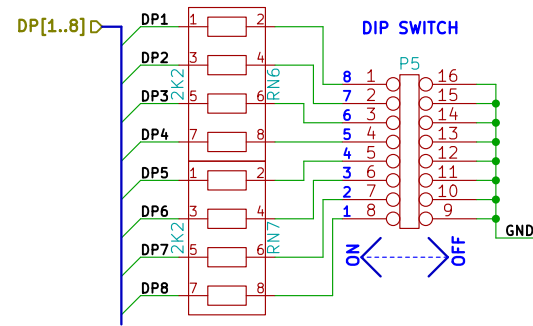 DP[1..8]
DIP SWITCH
DP1 1 2
DP2 3 4
DP3 5 6
DP4 7 8
2K2 RN6
DP5 1 2
DP6 3 4
DP7 5 6
DP8 7 8
2K2 RN7
P5
8 1 16
7 2 15
6 3 14
5 4 13
4 5 12
3 6 11
2 7 10
1 8 9
GND
ON OFF